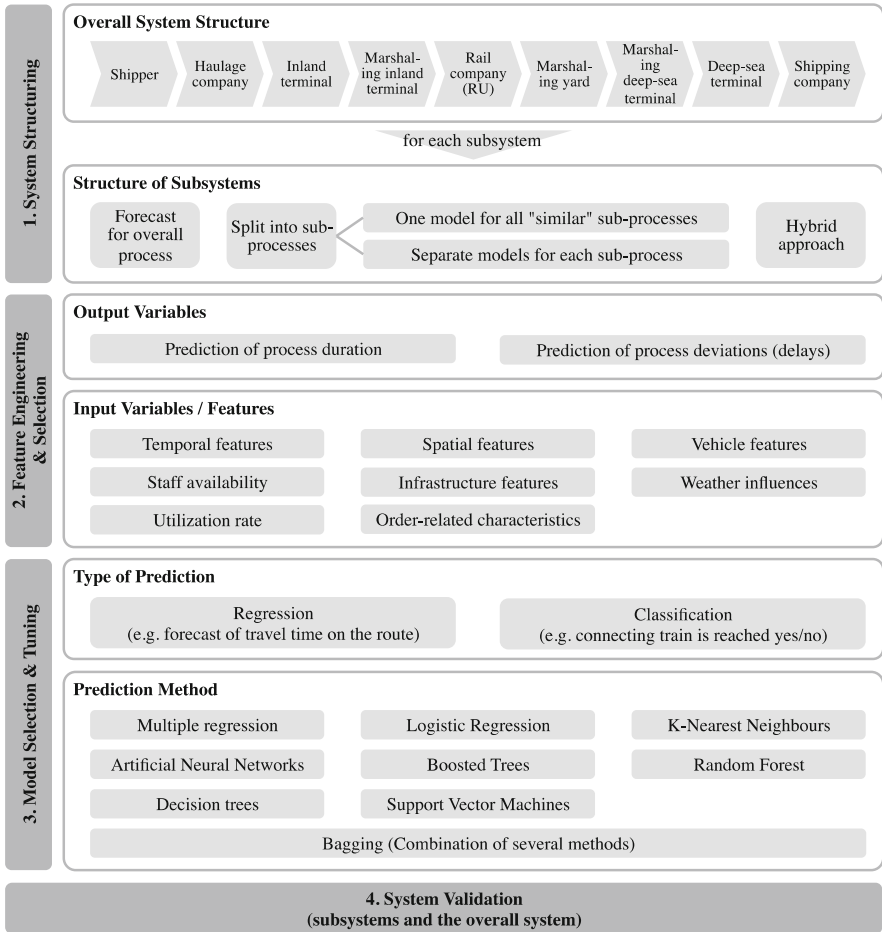 1. System Structuring
Overall System Structure
Shipper
Haulage
company
Inland
terminal
Marshal-
ing inland
terminal
Rail
company
(RU)
Marshal-
ing yard
Marshal-
ing
deep-sea
terminal
Deep-sea
terminal
Shipping
company
for each subsystem
Structure of Subsystems
Forecast
for overall
process
Split into sub-
processes
One model for all "similar" sub-processes
Separate models for each sub-process
Hybrid
approach
2. Feature Engineering
& Selection
Output Variables
Prediction of process duration
Prediction of process deviations (delays)
Input Variables / Features
Temporal features
Spatial features
Vehicle features
Staff availability
Infrastructure features
Weather influences
Utilization rate
Order-related characteristics
3. Model Selection & Tuning
Type of Prediction
Regression
(e.g. forecast of travel time on the route)
Classification
(e.g. connecting train is reached yes/no)
Prediction Method
Multiple regression
Logistic Regression
K-Nearest Neighbours
Artificial Neural Networks
Boosted Trees
Random Forest
Decision trees
Support Vector Machines
Bagging (Combination of several methods)
4. System Validation
(subsystems and the overall system)